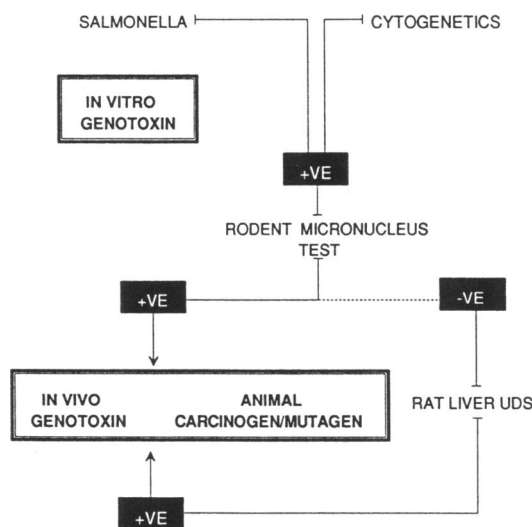 SALMONELLA
CYTOGENETICS
IN VITRO
GENOTOXIN
+VE
RODENT MICRONUCLEUS
TEST
+VE
-VE
IN VIVO
GENOTOXIN
ANIMAL
CARCINOGEN/MUTAGEN
RAT LIVER UDS
+VE